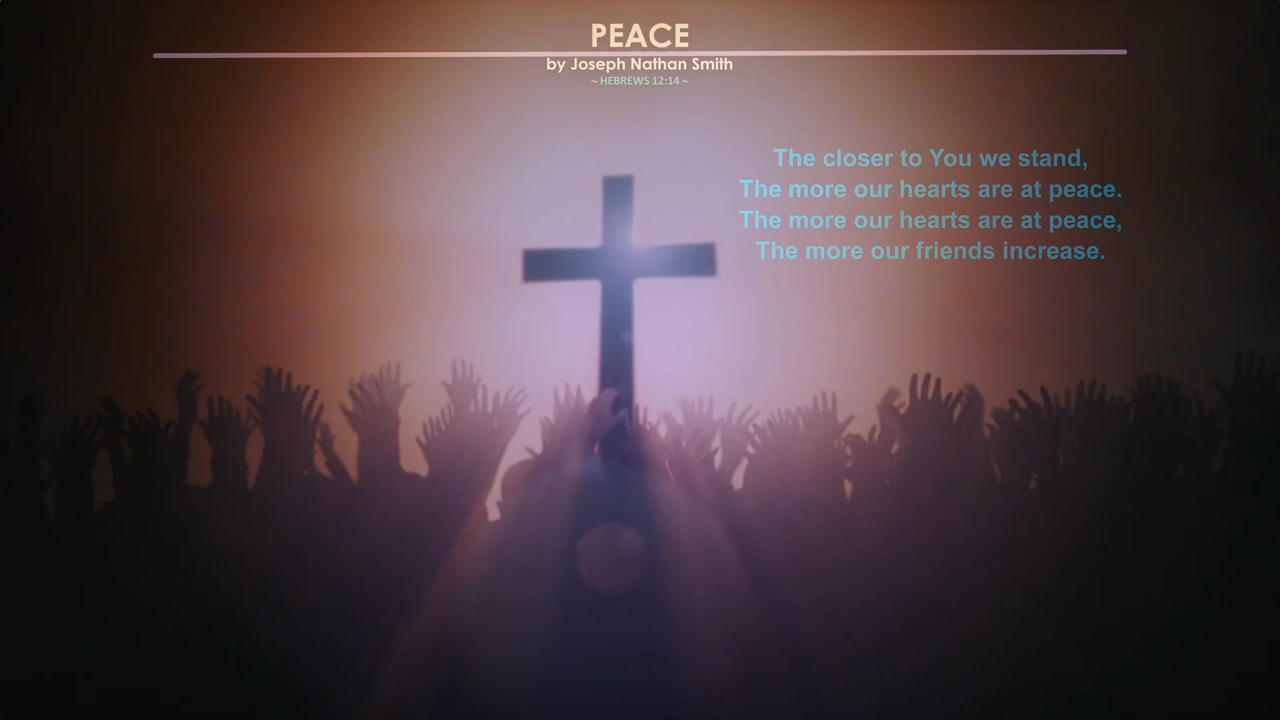 PEACE
by Joseph Nathan Smith
~ HEBREWS 12:14 ~
The closer to You we stand,
The more our hearts are at peace.
The more our hearts are at peace,
The more our friends increase.